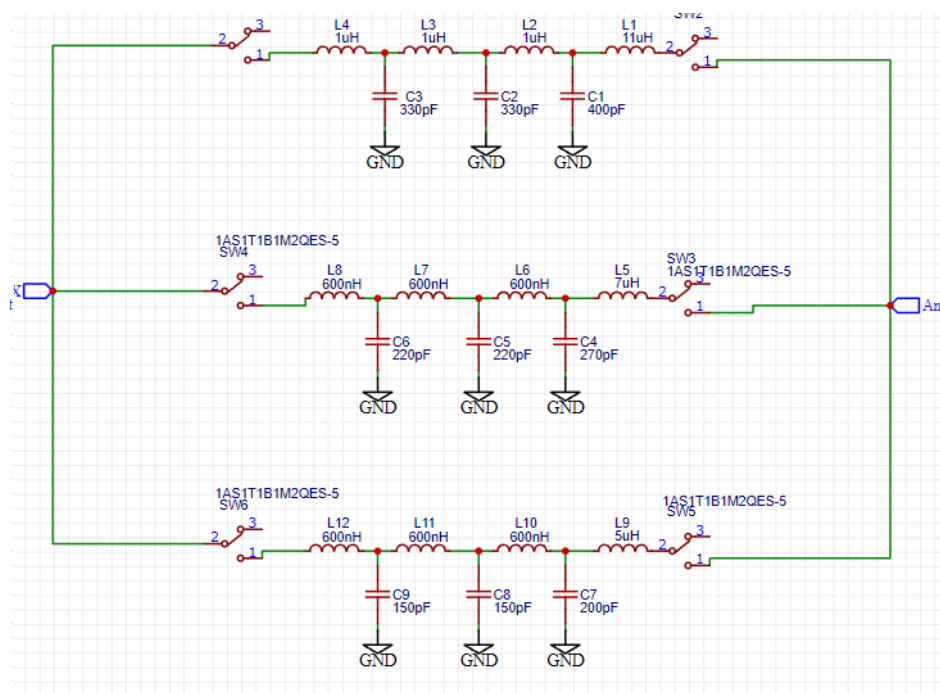 SW2
3
2
1
L4
1uH
L3
1uH
L2
1uH
L1
11uH
2
3
1
C3
330pF
C2
330pF
C1
400pF
GND
GND
GND
1AS1T1B1M2QES-5
SW4
3
2
1
L8
600nH
L7
600nH
L6
600nH
L5
7uH
SW3
1AS1T1B1M2QES-5
3
2
1
X
t
An
C6
220pF
C5
220pF
C4
270pF
GND
GND
GND
1AS1T1B1M2QES-5
SW6
3
2
1
L12
600nH
L11
600nH
L10
600nH
L9
5uH
1AS1T1B1M2QES-5
SW5
3
2
1
C9
150pF
C8
150pF
C7
200pF
GND
GND
GND